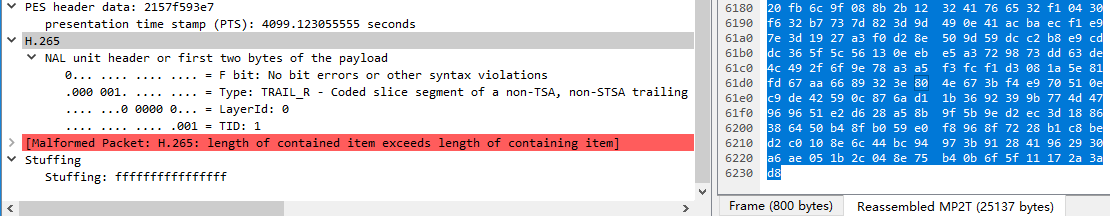 PES header data: 2157f593e7
presentation time stamp (PTS): 4099.123055555 seconds
H.265
NAL unit header or first two bytes of the payload
0... .... .... .... = F bit: No bit errors or other syntax violations
.000 001. .... .... = Type: TRAIL_R - Coded slice segment of a non-TSA, non-STSA trailing
.... ...0 0000 0... = LayerId: 0
.... .... .... .001 = TID: 1
[Malformed Packet: H.265: length of contained item exceeds length of containing item]
Stuffing
Stuffing: ffffffffffffffff
6180 20 fb 6c 9f 08 8b 2b 12 32 41 76 65 32 f1 04 30
6190 f6 32 b7 73 7d 82 3d 9d 49 0e 41 ac ba ec f1 e9
61a0 7e 3d 19 27 a3 f0 d2 8e 50 9d 59 dc c2 b8 e9 cd
61b0 dc 36 5f 5c 56 13 0e eb e5 a3 72 98 73 dd 63 de
61c0 4c 49 2f 6f 9e 78 a3 a5 f3 fc f1 d3 08 1a 5e 81
61d0 fd 67 aa 66 89 32 3e 80 4e 67 3b f4 e9 70 51 0e
61e0 c9 de 42 59 0c 87 6a d1 1b 36 92 39 9b 77 4d 47
61f0 96 96 51 e2 d6 28 a5 8b 9f 5b 9e d2 ec 3d 18 86
6200 38 64 50 b4 8f b0 59 e0 f8 96 8f 72 28 b1 c8 be
6210 d2 c0 10 8e 6c 44 bc 94 97 3b 91 28 41 96 29 30
6220 a6 ae 05 1b 2c 04 8e 75 b4 0b 6f 5f 11 17 2a 3a
6230 d8
Frame (800 bytes)
Reassembled MP2T (25137 bytes)